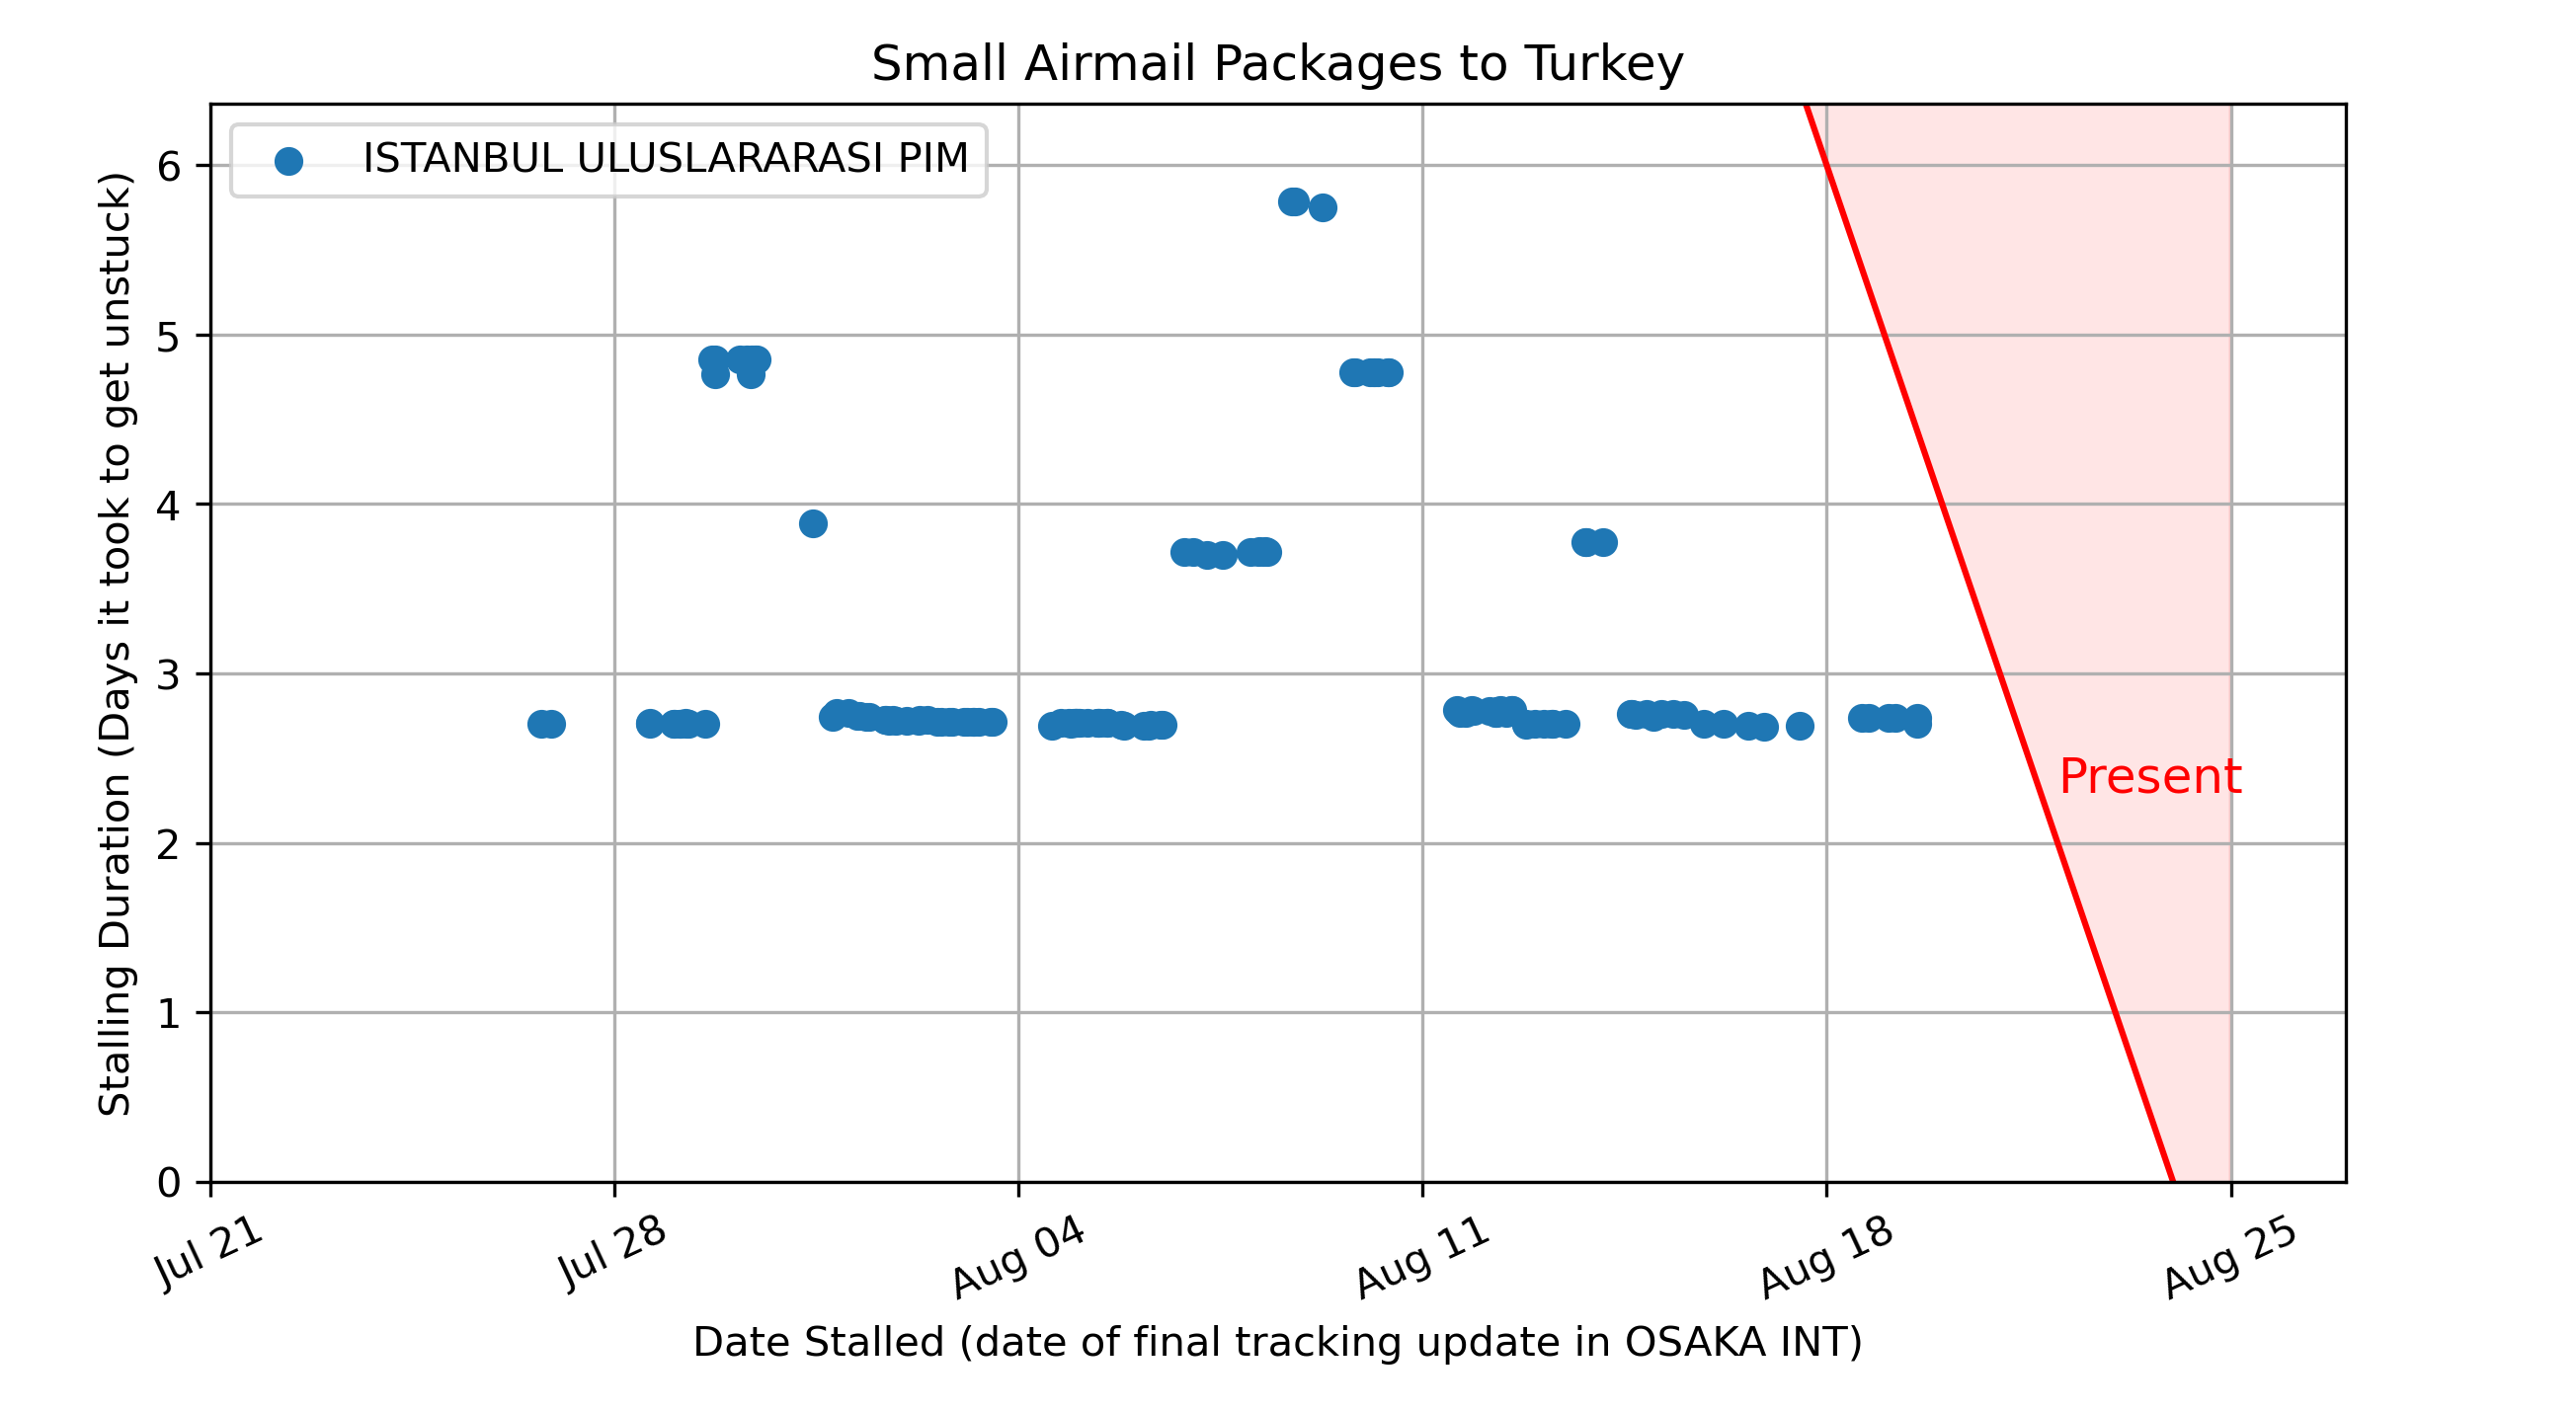 Small Airmail Packages to Turkey
ISTANBUL ULUSLARARASI PIM
Stalling Duration (Days it took to get unstuck)
6
5
4
3
2
1
0
Present
Jul 21
Jul 28
Aug 04
Aug 11
Aug 18
Aug 25
Date Stalled (date of final tracking update in OSAKA INT)